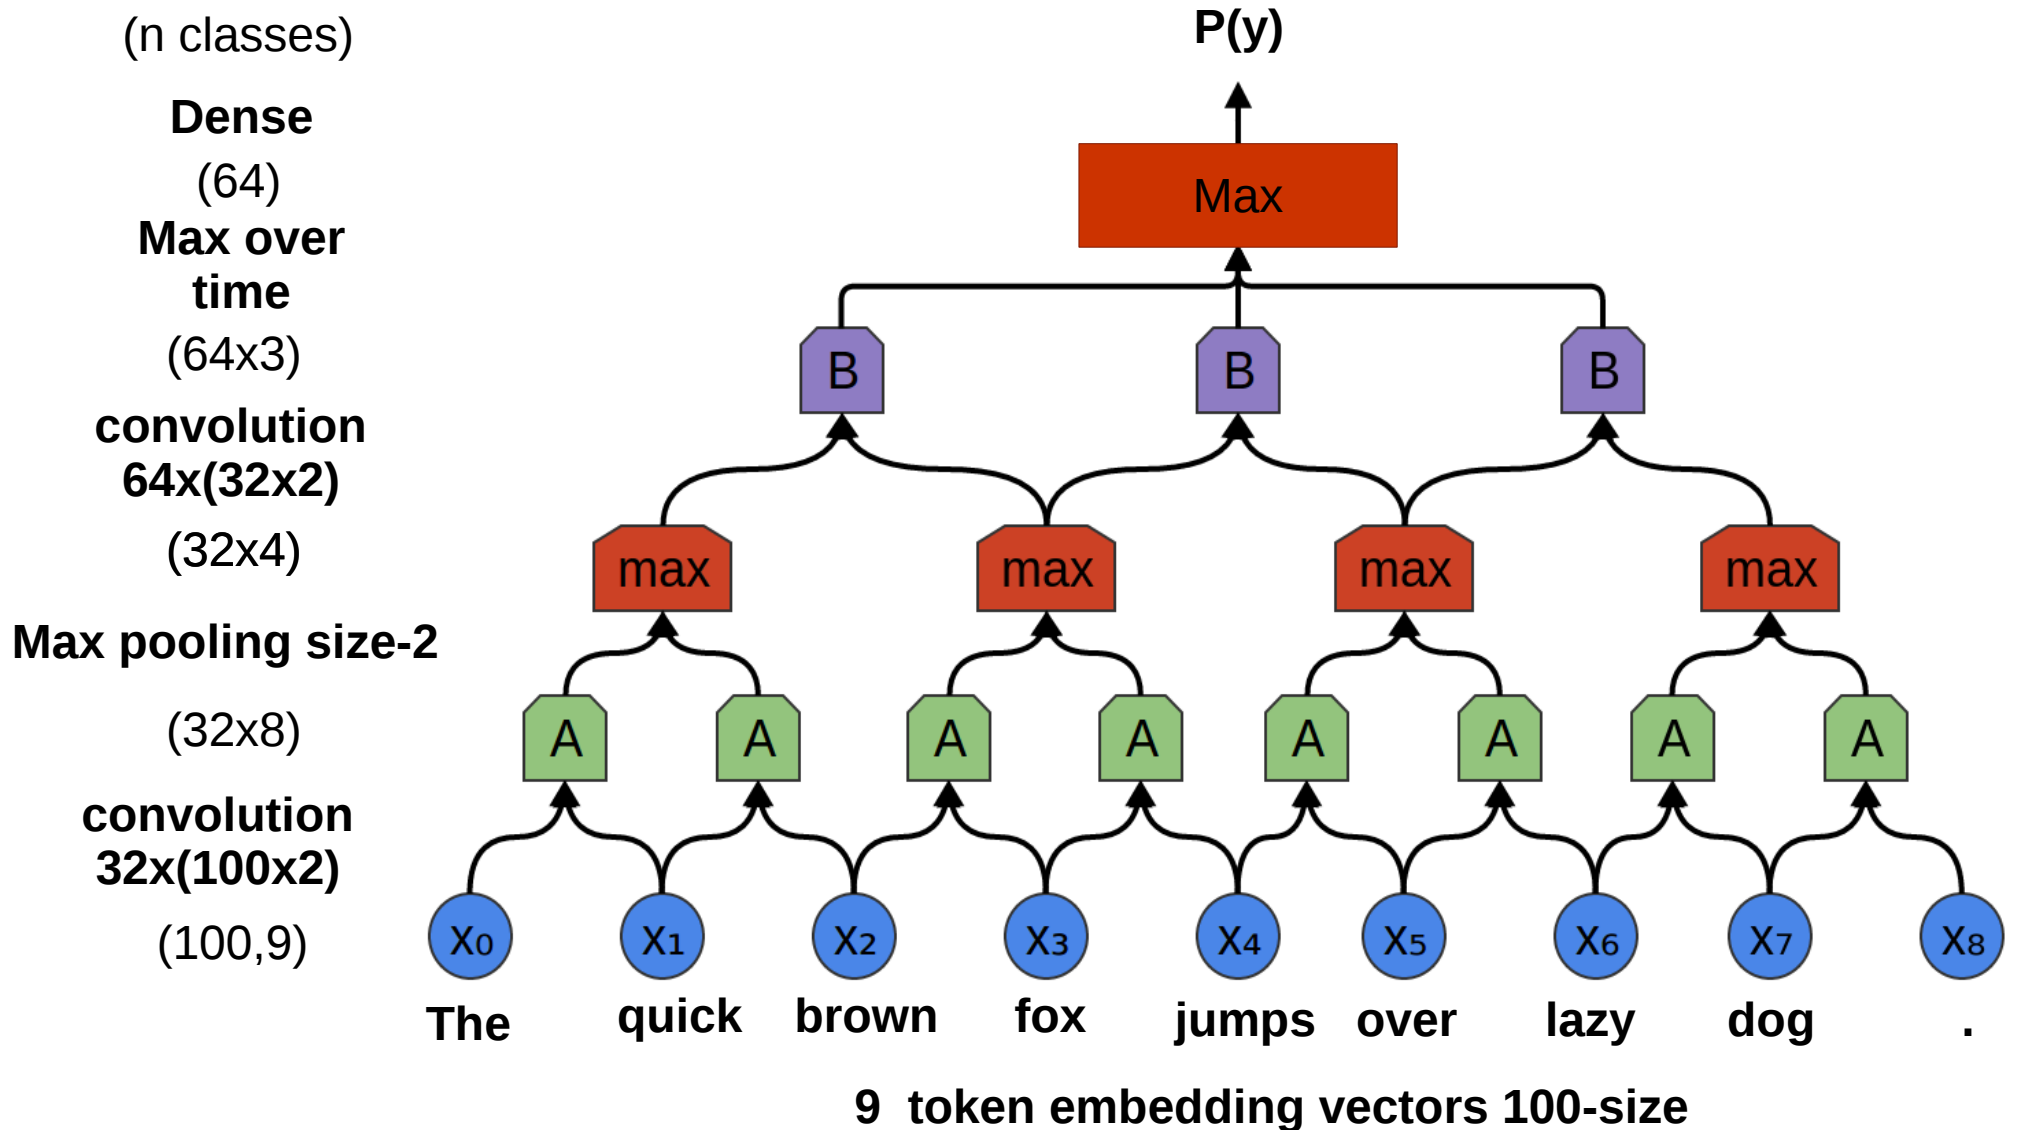 (n classes)
P(y)
Dense
(64)
Max
Max over
time
(64x3)
B B B
convolution
64x(32x2)
(32x4)
max max max max
Max pooling size-2
(32x8)
A A A A A A A A
convolution
32x(100x2)
(100,9)
x₀ x₁ x₂ x₃ x₄ x₅ x₆ x₇ x₈
The quick brown fox jumps over lazy dog .
9 token embedding vectors 100-size